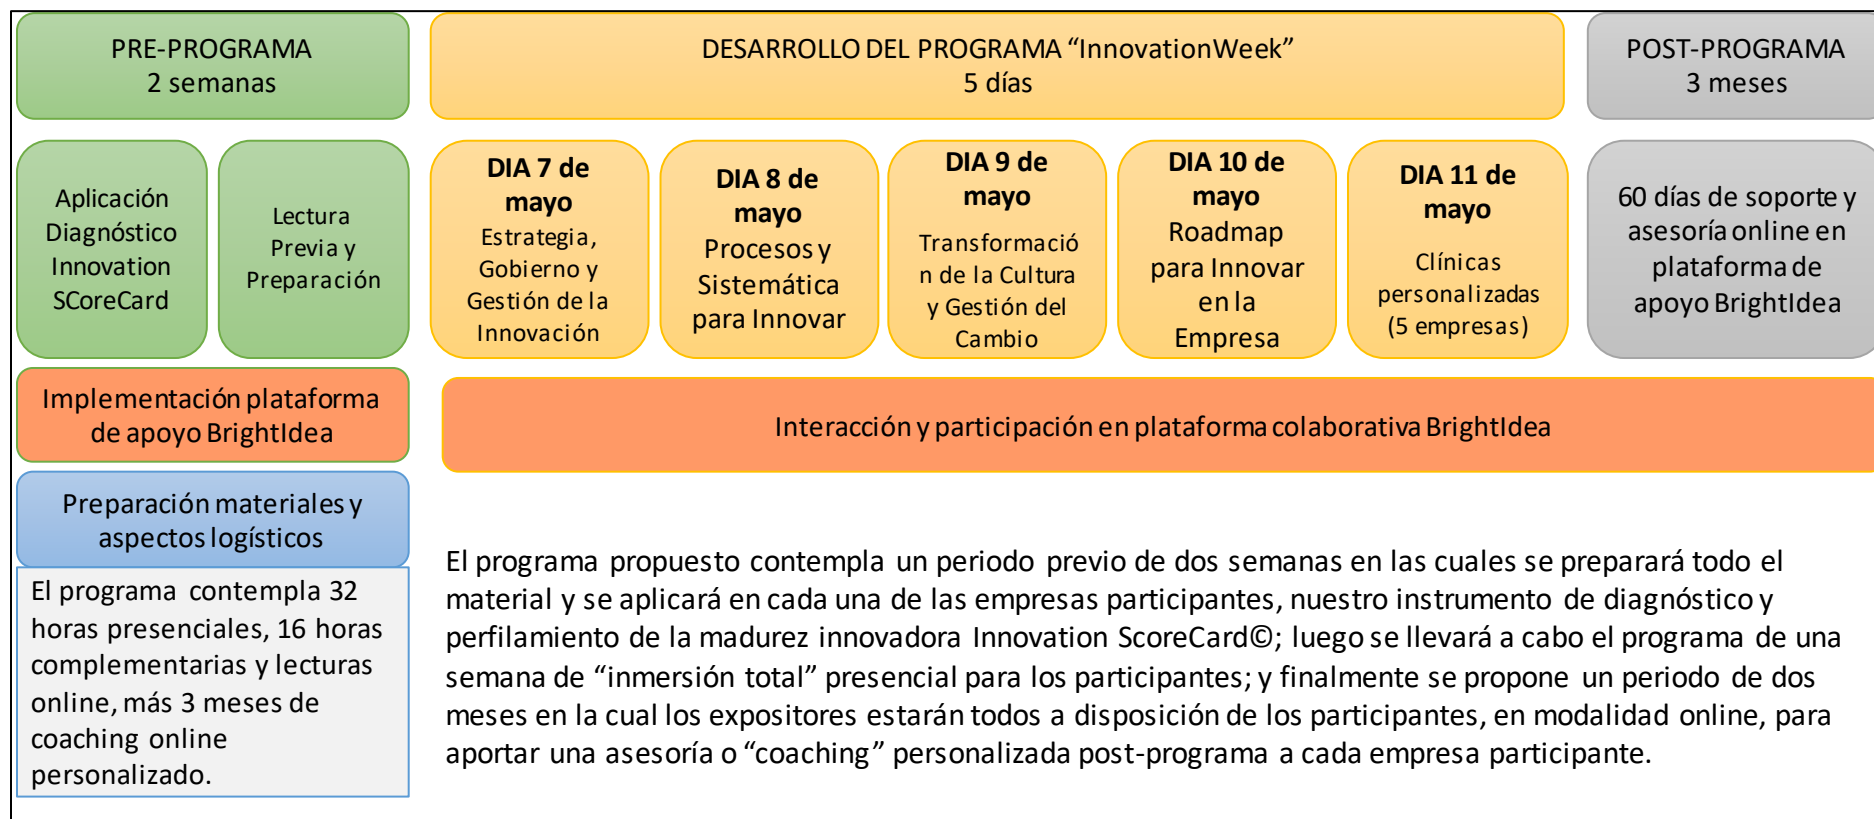 PRE-PROGRAMA
2 semanas
DESARROLLO DEL PROGRAMA “InnovationWeek”
5 días
POST-PROGRAMA
3 meses
Aplicación
Diagnóstico
Innovation
SCoreCard
Lectura
Previa y
Preparación
DIA 7 de
mayo
Estrategia,
Gobierno y
Gestión de la
Innovación
DIA 8 de
mayo
Procesos y
Sistemática
para Innovar
DIA 9 de
mayo
Transformació
n de la Cultura
y Gestión del
Cambio
DIA 10 de
mayo
Roadmap
para Innovar
en la
Empresa
DIA 11 de
mayo
Clínicas
personalizadas
(5 empresas)
60 días de soporte y
asesoría online en
plataforma de
apoyo BrightIdea
Implementación plataforma
de apoyo BrightIdea
Interacción y participación en plataforma colaborativa BrightIdea
Preparación materiales y
aspectos logísticos
El programa contempla 32
horas presenciales, 16 horas
complementarias y lecturas
online, más 3 meses de
coaching online
personalizado.
El programa propuesto contempla un periodo previo de dos semanas en las cuales se preparará todo el
material y se aplicará en cada una de las empresas participantes, nuestro instrumento de diagnóstico y
perfilamiento de la madurez innovadora Innovation ScoreCard©; luego se llevará a cabo el programa de una
semana de “inmersión total” presencial para los participantes; y finalmente se propone un periodo de dos
meses en la cual los expositores estarán todos a disposición de los participantes, en modalidad online, para
aportar una asesoría o “coaching” personalizada post-programa a cada empresa participante.